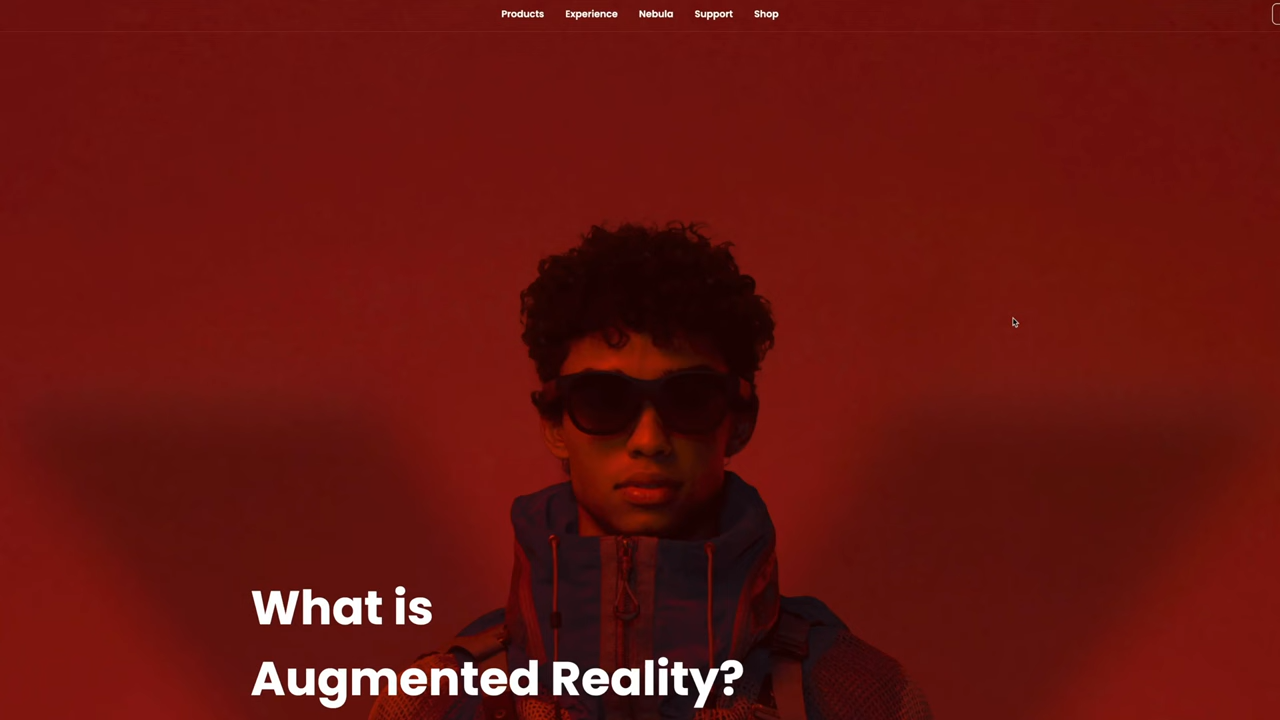 Products Experience Nebula Support Shop
What is
Augmented Reality?